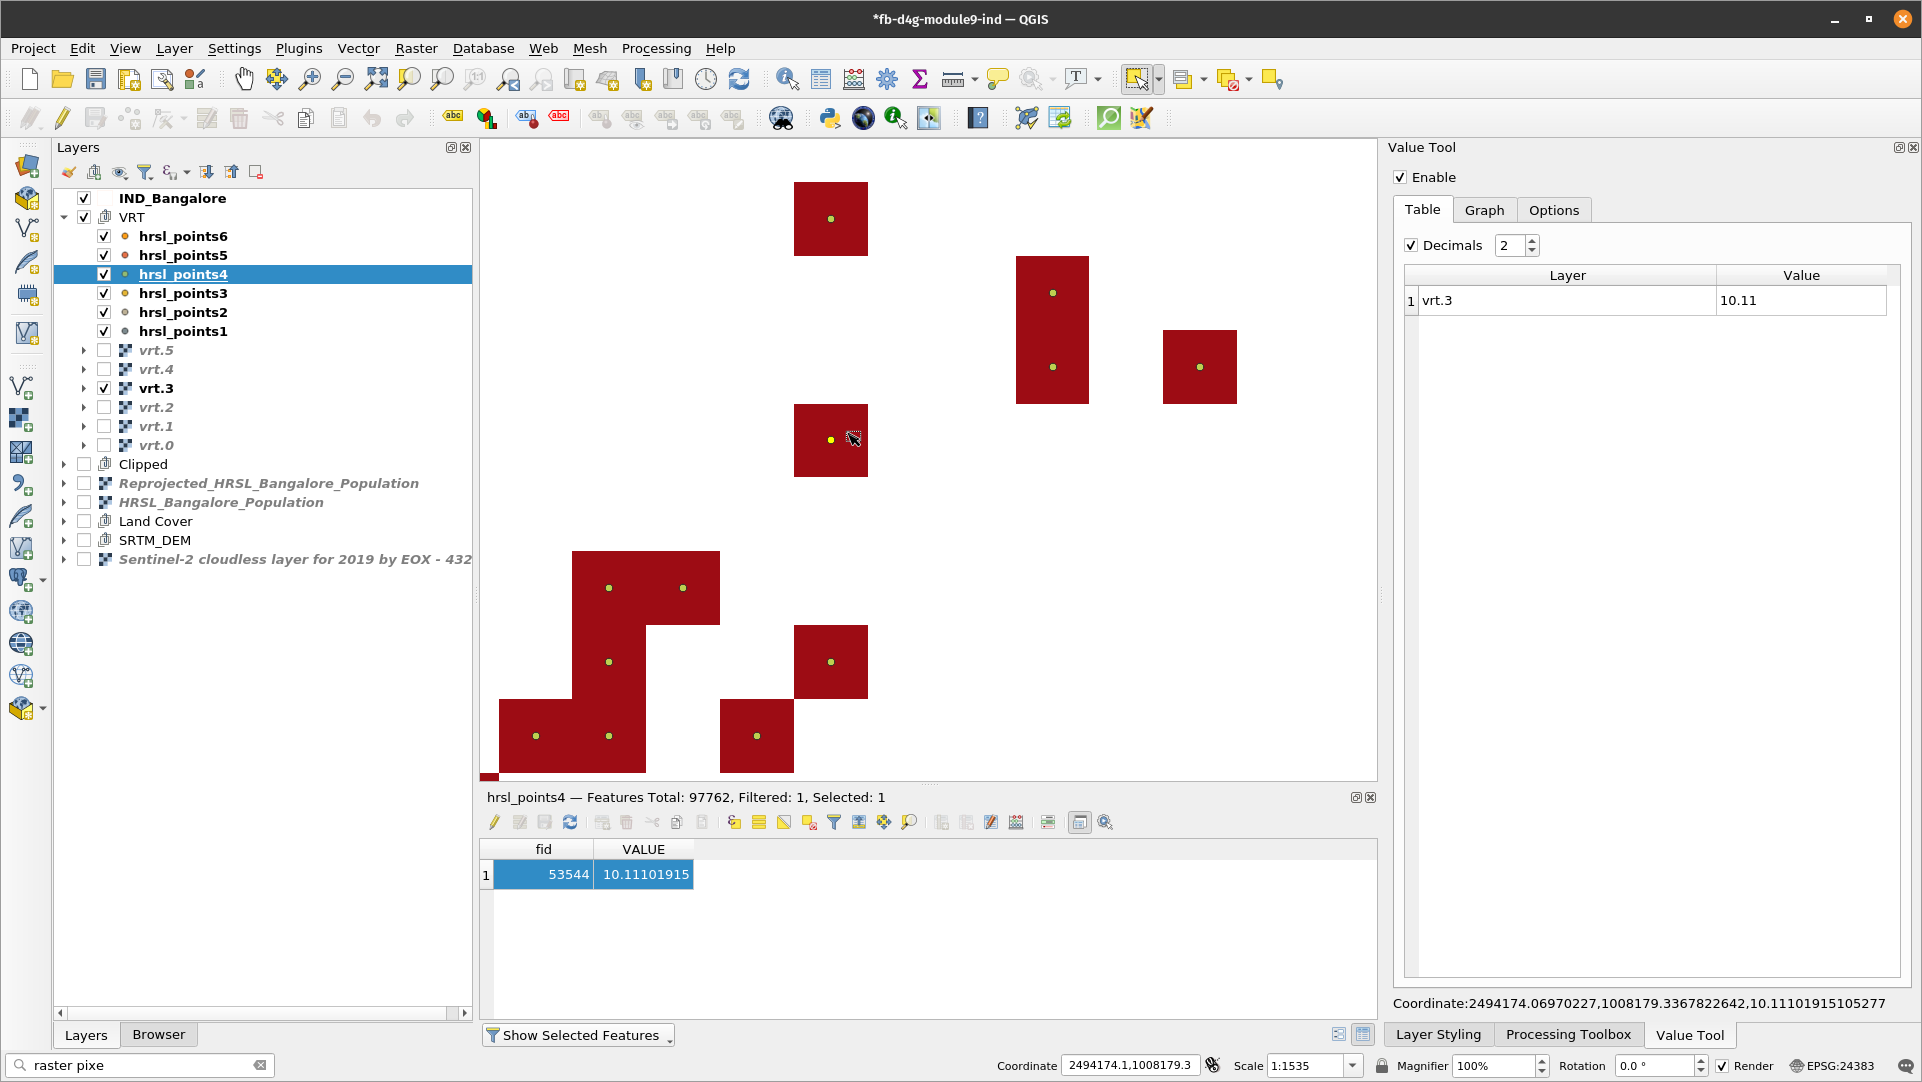 *fb-d4g-module9-ind — QGIS
Project Edit View Layer Settings Plugins Vector Raster Database Web Mesh Processing Help
Layers
IND_Bangalore
VRT
hrsl_points6
hrsl_points5
hrsl_points4
hrsl_points3
hrsl_points2
hrsl_points1
vrt.5
vrt.4
vrt.3
vrt.2
vrt.1
vrt.0
Clipped
Reprojected_HRSL_Bangalore_Population
HRSL_Bangalore_Population
Land Cover
SRTM_DEM
Sentinel-2 cloudless layer for 2019 by EOX - 432
Layers Browser
hrsl_points4 — Features Total: 97762, Filtered: 1, Selected: 1
fid VALUE
1 53544 10.11101915
Show Selected Features
Value Tool
Enable
Table Graph Options
Decimals 2
Layer Value
1 vrt.3 10.11
Coordinate:2494174.06970227,1008179.3367822642,10.11101915105277
Layer Styling Processing Toolbox Value Tool
raster pixe
Coordinate 2494174.1,1008179.3 Scale 1:1535 Magnifier 100% Rotation 0.0 ° Render EPSG:24383